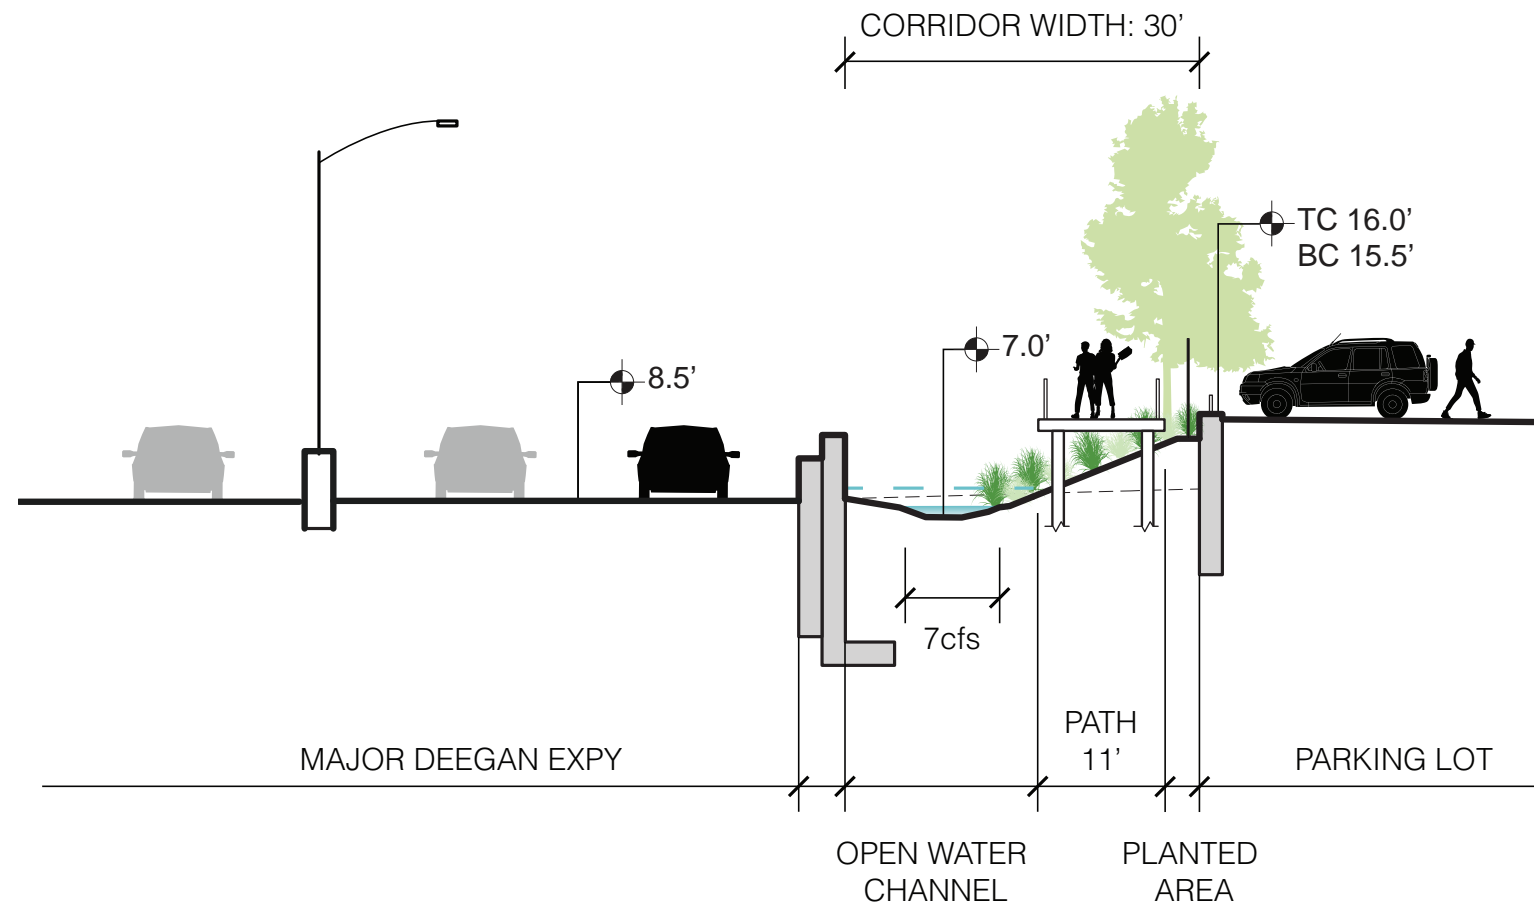 CORRIDOR WIDTH: 30’
TC 16.0’
BC 15.5’
7.0’
8.5’
7cfs
PATH
11’
MAJOR DEEGAN EXPY
PARKING LOT
OPEN WATER
CHANNEL
PLANTED
AREA